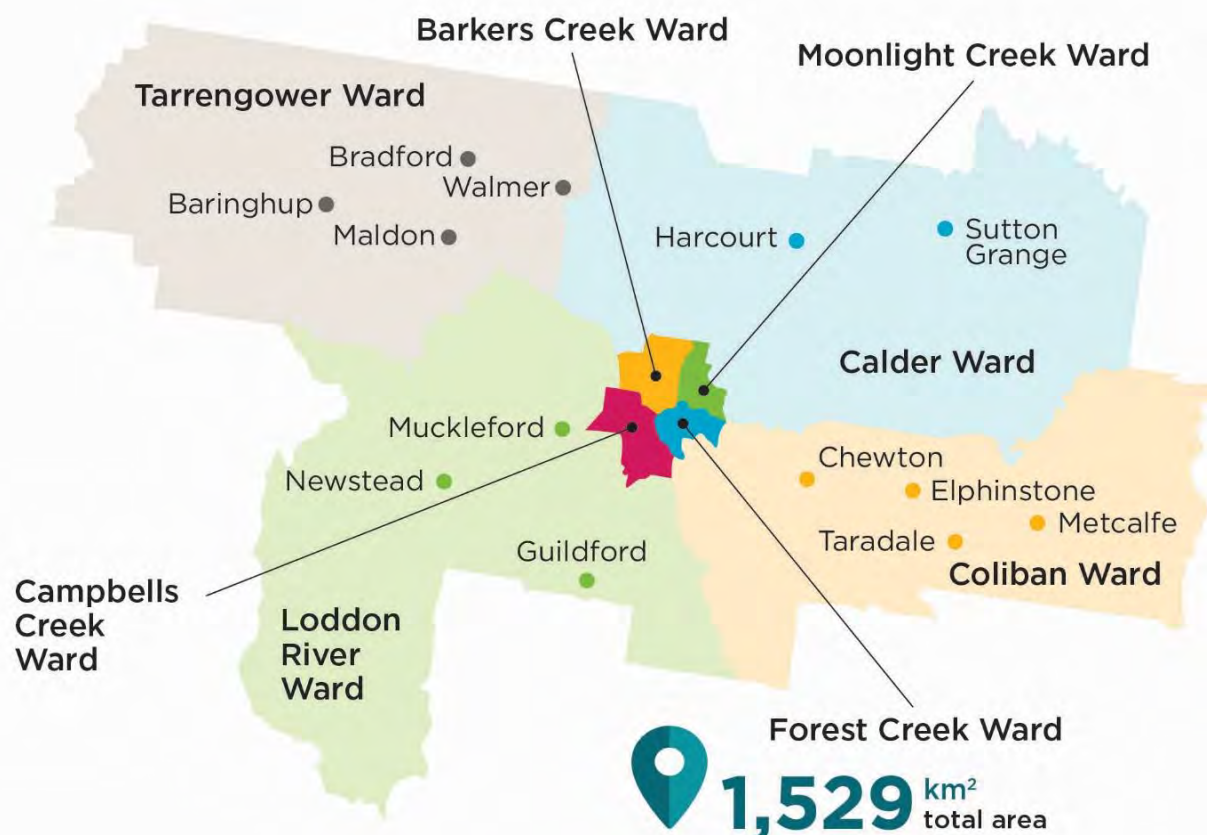 Barkers Creek Ward
Moonlight Creek Ward
Tarrengower Ward
Bradford
Walmer
Baringhup
Maldon
Harcourt
Sutton
Grange
Calder Ward
Muckleford
Newstead
Chewton
Elphinstone
Metcalfe
Taradale
Guildford
Coliban Ward
Campbells
Creek
Ward
Loddon
River
Ward
Forest Creek Ward
1,529 km²
total area